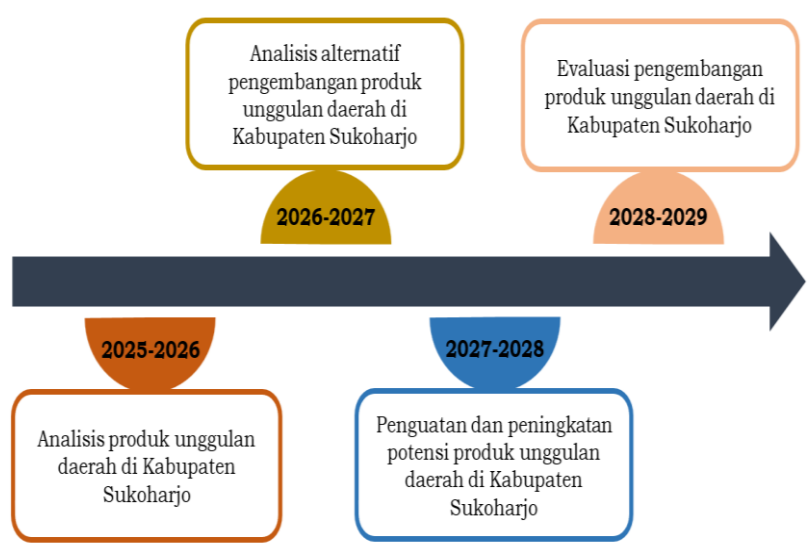 Analisis alternatif
pengembangan produk
unggulan daerah di
Kabupaten Sukoharjo
2026-2027
Evaluasi pengembangan
produk unggulan daerah di
Kabupaten Sukoharjo
2028-2029
2025-2026
Analisis produk unggulan
daerah di Kabupaten
Sukoharjo
2027-2028
Penguatan dan peningkatan
potensi produk unggulan
daerah di Kabupaten
Sukoharjo